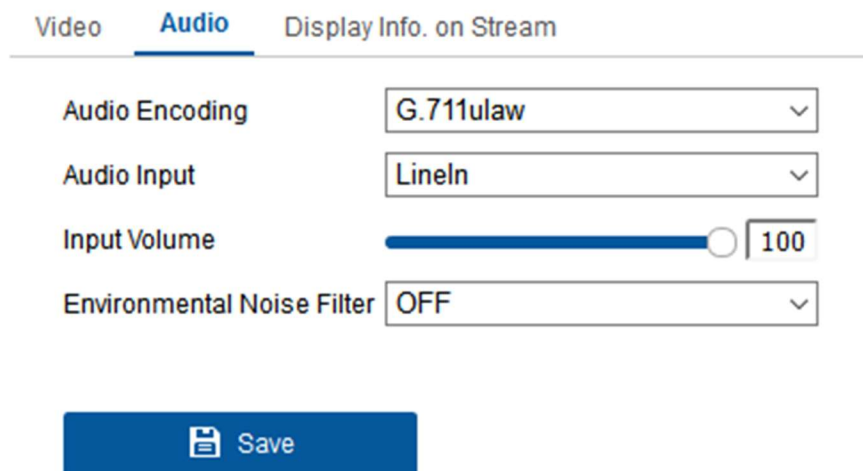 Video Audio Display Info. on Stream
Audio Encoding G.711ulaw
Audio Input LineIn
Input Volume 100
Environmental Noise Filter OFF
Save